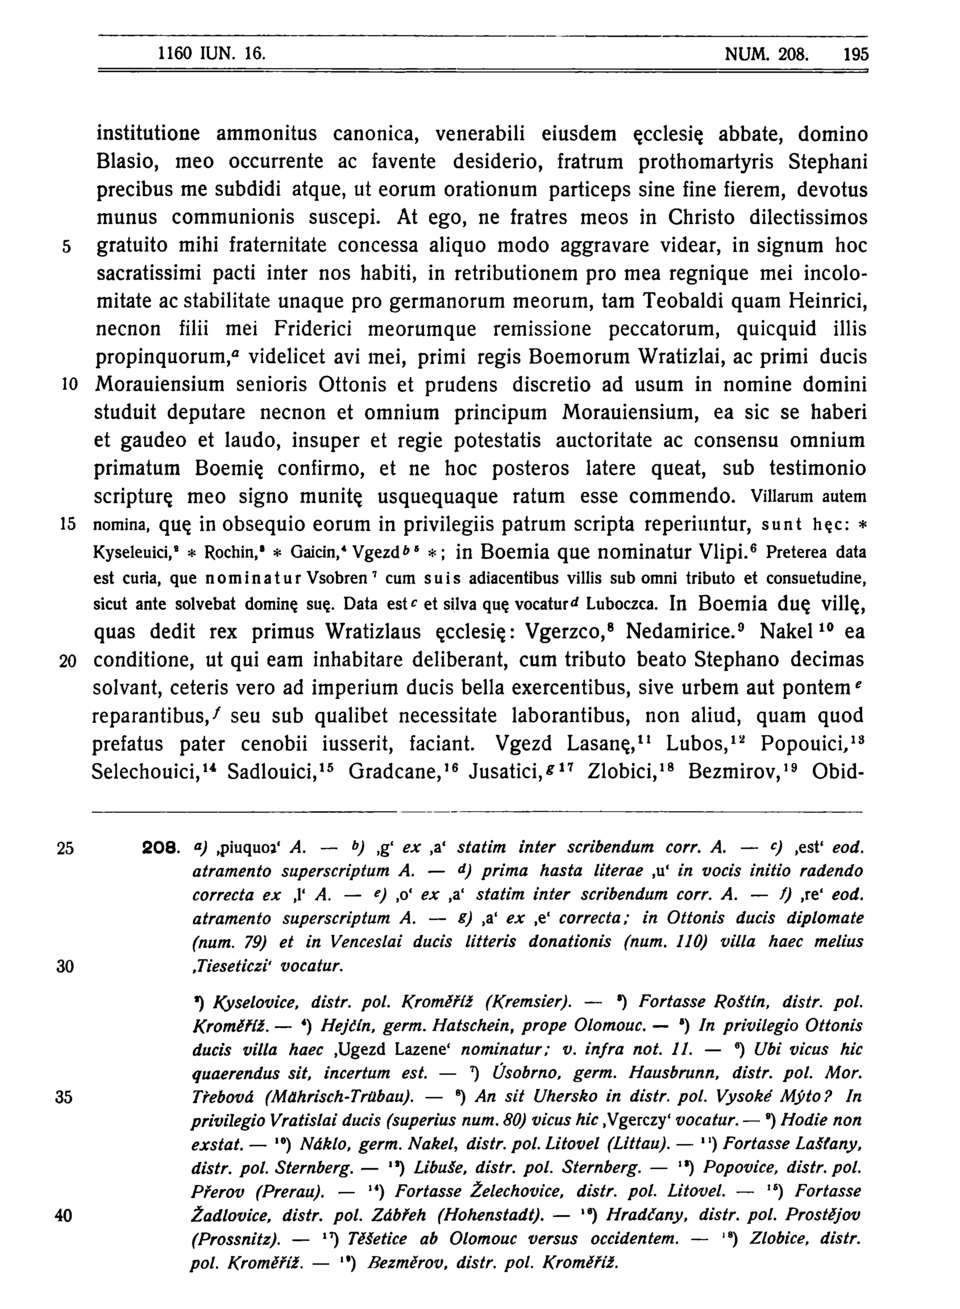 1160 IUN. 16. NUM. 208. 195
institutione ammonitus canonica, venerabili eiusdem ęcclesię abbate, domino
Blasio, meo occurrente ac favente desiderio, fratrum prothomartyris Stephani
precibus me subdidi atque, ut eorum orationum particeps sine fine fierem, devotus
munus communionis suscepi. At ego, ne fratres meos in Christo dilectissimos
5 gratuito mihi fraternitate concessa aliquo modo aggravare videar, in signum hoc
sacratissimi pacti inter nos habiti, in retributionem pro mea regnique mei incolo-
mitate ac stabilitate unaque pro germanorum meorum, tam Teobaldi quam Heinrici,
necnon filii mei Friderici meorumque remissione peccatorum, quicquid illis
propinquorum,ᵃ videlicet avi mei, primi regis Boemorum Wratizlai, ac primi ducis
10 Morauiensium senioris Ottonis et prudens discretio ad usum in nomine domini
studuit deputare necnon et omnium principum Morauiensium, ea sic se haberi
et gaudeo et laudo, insuper et regie potestatis auctoritate ac consensu omnium
primatum Boemię confirmo, et ne hoc posteros latere queat, sub testimonio
scripturę meo signo munitę usquequaque ratum esse commendo. Villarum autem
15 nomina, quę in obsequio eorum in privilegiis patrum scripta reperiuntur, sunt hęc: *
Kyseleuici,² * Rochin,³ * Gaicin,⁴ Vgezdᵇ ⁵ *; in Boemia que nominatur Vlipi.⁶ Preterea data
est curia, que nominatur Vsobren⁷ cum suis adiacentibus villis sub omni tributo et consuetudine,
sicut ante solvebat dominę suę. Data estᶜ et silva quę vocaturᵈ Luboczca. In Boemia duę villę,
quas dedit rex primus Wratizlaus ęcclesię: Vgerzco,⁸ Nedamirice.⁹ Nakel¹⁰ ea
20 conditione, ut qui eam inhabitare deliberant, cum tributo beato Stephano decimas
solvant, ceteris vero ad imperium ducis bella exercentibus, sive urbem aut pontemᵉ
reparantibus,ᶠ seu sub qualibet necessitate laborantibus, non aliud, quam quod
prefatus pater cenobii iusserit, faciant. Vgezd Lasanę,¹¹ Lubos,¹² Popouici,¹³
Selechouici,¹⁴ Sadlouici,¹⁵ Gradcane,¹⁶ Jusatici,ᵍ ¹⁷ Zlobici,¹⁸ Bezmirov,¹⁹ Obid-
25 208. a) ‚piuquoꝛ‘ A. — b) ‚g‘ ex ‚a‘ statim inter scribendum corr. A. — c) ‚est‘ eod.
atramento superscriptum A. — d) prima hasta literae ‚u‘ in vocis initio radendo
correcta ex ‚l‘ A. — e) ‚o‘ ex ‚a‘ statim inter scribendum corr. A. — f) ‚re‘ eod.
atramento superscriptum A. — g) ‚a‘ ex ‚e‘ correcta; in Ottonis ducis diplomate
(num. 79) et in Venceslai ducis litteris donationis (num. 110) villa haec melius
30 ‚Tieseticzi‘ vocatur.
²) Kyselovice, distr. pol. Kroměříž (Kremsier). — ³) Fortasse Roštín, distr. pol.
Kroměříž. — ⁴) Hejčín, germ. Hatschein, prope Olomouc. — ⁵) In privilegio Ottonis
ducis villa haec ‚Ugezd Lazene‘ nominatur; v. infra not. 11. — ⁶) Ubi vicus hic
quaerendus sit, incertum est. — ⁷) Úsobrno, germ. Hausbrunn, distr. pol. Mor.
35 Třebová (Mährisch-Trübau). — ⁸) An sit Uhersko in distr. pol. Vysoké Mýto? In
privilegio Vratislai ducis (superius num. 80) vicus hic ‚Vgerczy‘ vocatur. — ⁹) Hodie non
exstat. — ¹⁰) Náklo, germ. Nakel, distr. pol. Litovel (Littau). — ¹¹) Fortasse Lašťany,
distr. pol. Sternberg. — ¹²) Libuše, distr. pol. Sternberg. — ¹³) Popovice, distr. pol.
Přerov (Prerau). — ¹⁴) Fortasse Želechovice, distr. pol. Litovel. — ¹⁵) Fortasse
40 Žadlovice, distr. pol. Zábřeh (Hohenstadt). — ¹⁶) Hradčany, distr. pol. Prostějov
(Prossnitz). — ¹⁷) Těšetice ab Olomouc versus occidentem. — ¹⁸) Zlobice, distr.
pol. Kroměříž. — ¹⁹) Bezměrov, distr. pol. Kroměříž.